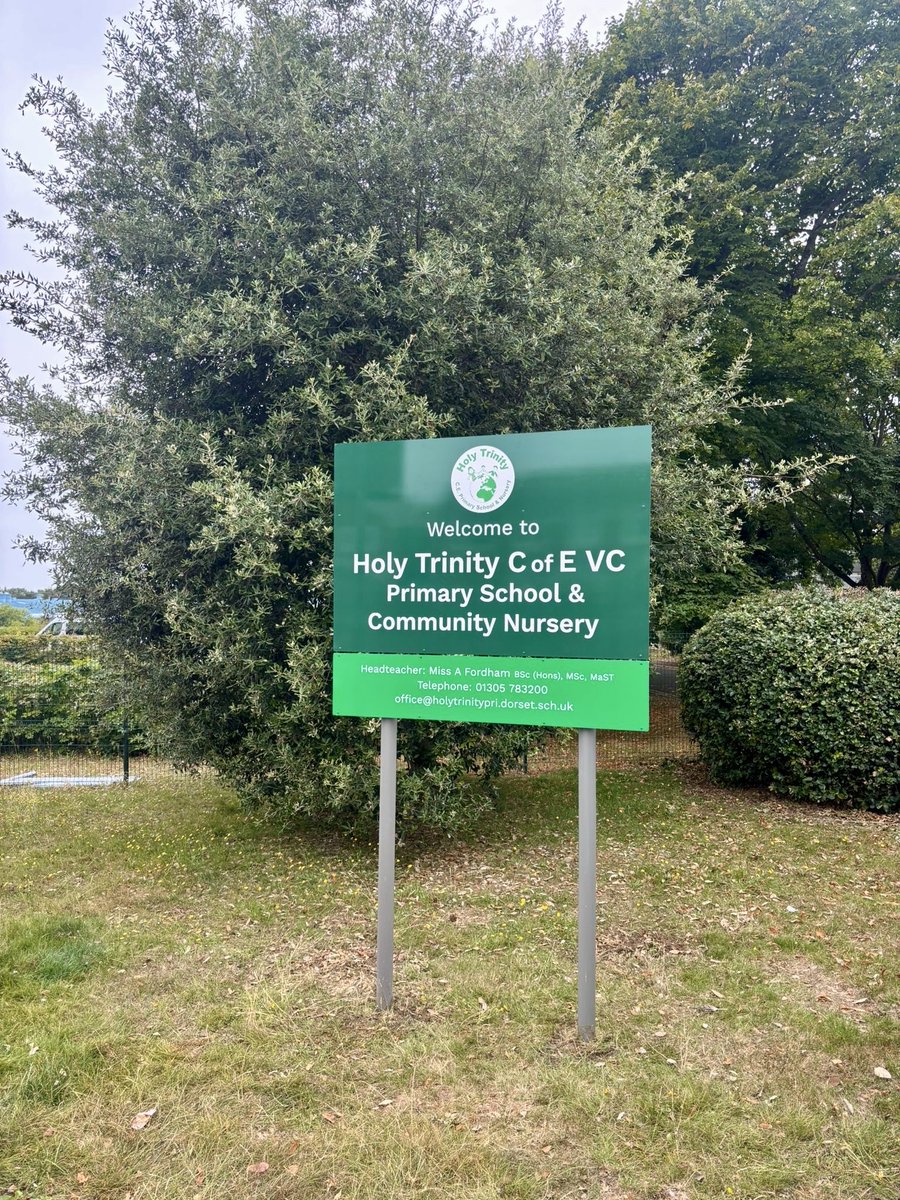 Holy Trinity
C.E. Primary School & Nursery
Welcome to
Holy Trinity C of E VC
Primary School &
Community Nursery
Headteacher: Miss A Fordham BSc (Hons), MSc, MaST
Telephone: 01305 783200
office@holytrinitypri.dorset.sch.uk